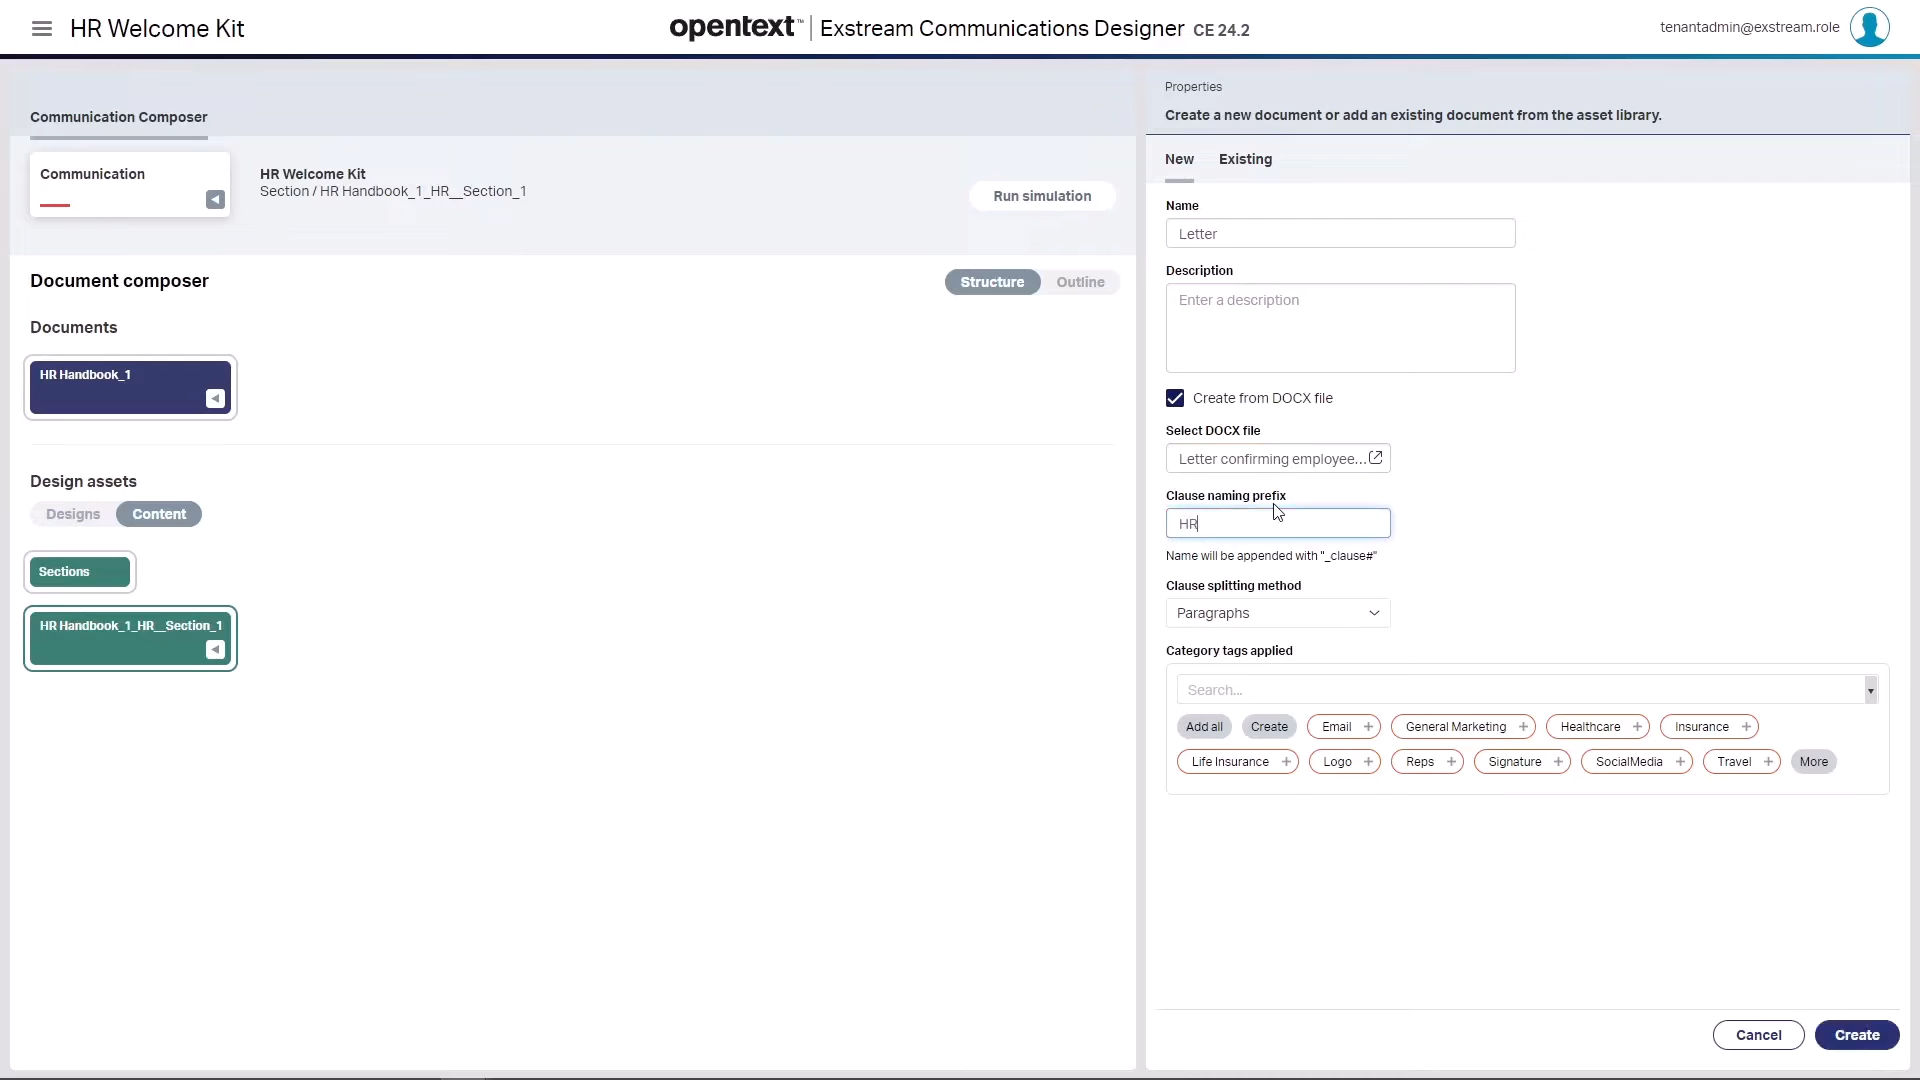 HR Welcome Kit
opentext™ | Exstream Communications Designer CE 24.2
tenantadmin@exstream.role
Communication Composer
Communication
HR Welcome Kit
Section / HR Handbook_1_HR__Section_1
Run simulation
Document composer
Structure
Outline
Documents
HR Handbook_1
Design assets
Designs
Content
Sections
HR Handbook_1_HR__Section_1
Properties
Create a new document or add an existing document from the asset library.
New
Existing
Name
Letter
Description
Enter a description
Create from DOCX file
Select DOCX file
Letter confirming employee...
Clause naming prefix
HR
Name will be appended with "_clause#"
Clause splitting method
Paragraphs
Category tags applied
Search...
Add all Create Email + General Marketing + Healthcare + Insurance +
Life Insurance + Logo + Reps + Signature + SocialMedia + Travel + More
Cancel
Create